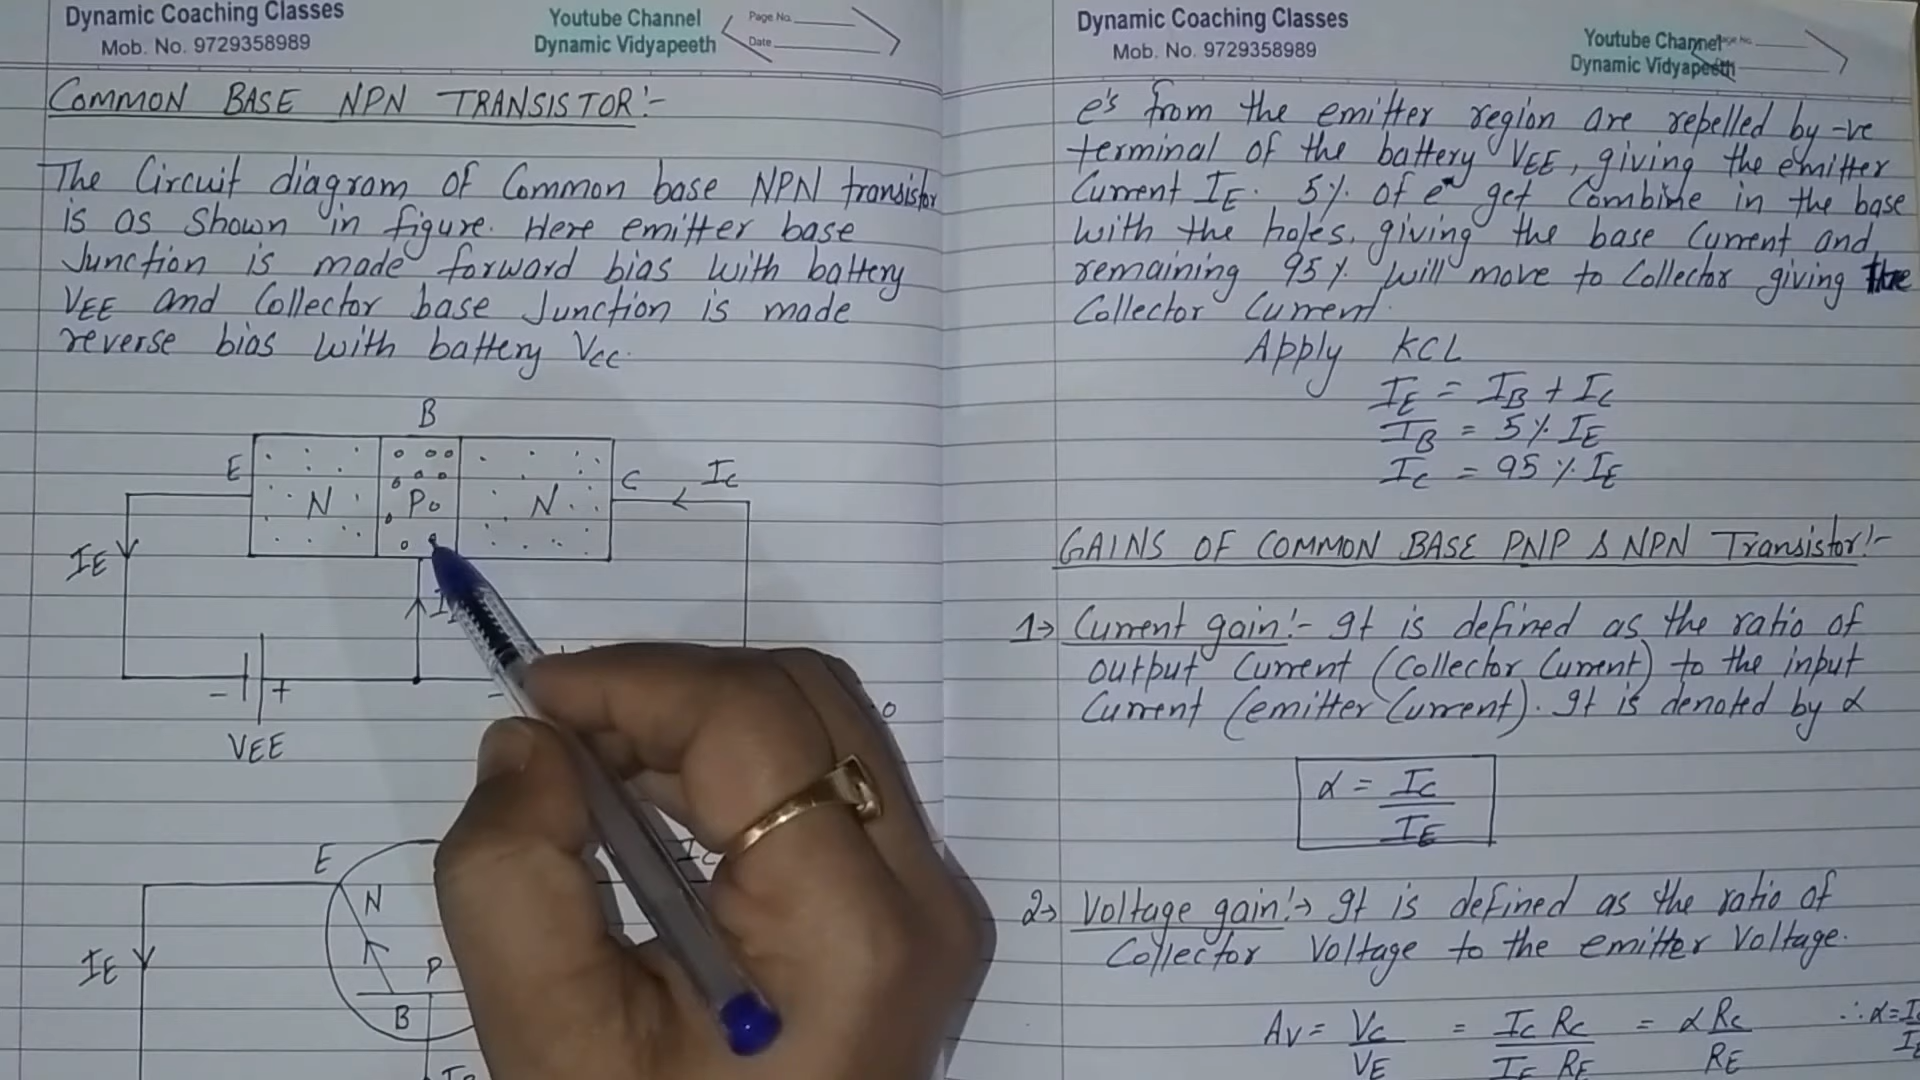 Dynamic Coaching Classes
Mob. No. 9729358989
Youtube Channel
Dynamic Vidyapeeth
Page No.
Date
COMMON BASE NPN TRANSISTOR:-
The Circuit diagram of Common base NPN transistor
is as shown in figure. Here emitter base
Junction is made forward bias with battery
VEE and Collector base Junction is made
reverse bias with battery Vcc.
B
E
N
P
N
C
Ic
IE
- +
-
VEE
E
N
Ic
IE
P
B
Dynamic Coaching Classes
Mob. No. 9729358989
Youtube Channel
Dynamic Vidyapeeth
e's from the emitter region are repelled by -ve
terminal of the battery VEE, giving the emitter
Current IE. 5% of e⁻ get Combine in the base
with the holes, giving the base Current and
remaining 95% will move to Collector giving the
Collector Current.
Apply KCL
IE = IB + Ic
IB = 5% IE
Ic = 95% IE
GAINS OF COMMON BASE PNP & NPN Transistor:-
1→ Current gain:- It is defined as the ratio of
output Current (Collector Current) to the input
Current (emitter Current). It is denoted by α
α = Ic/IE
2→ Voltage gain:→ It is defined as the ratio of
Collector Voltage to the emitter Voltage.
Av = Vc/VE = Ic Rc/IE RE = α Rc/RE ∴ α =